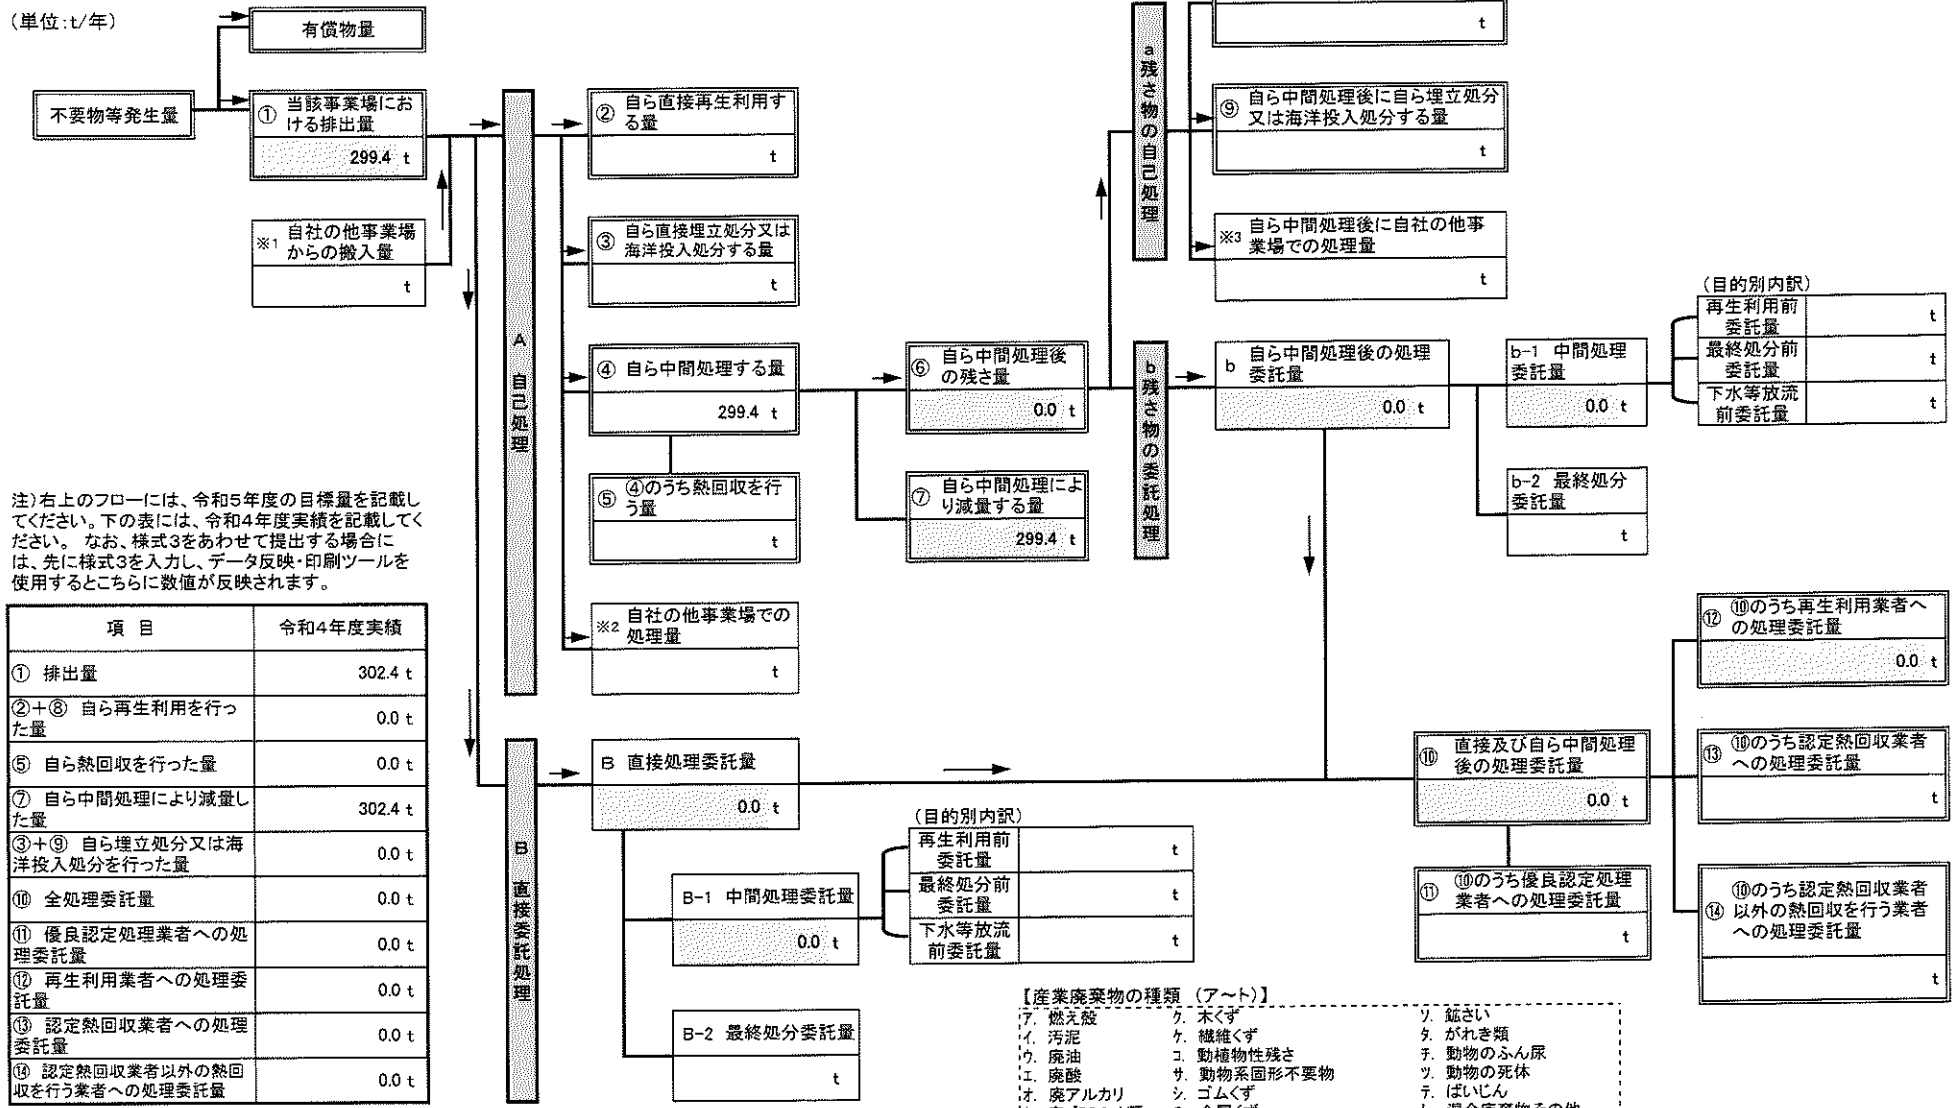 (単位:t/年)
有償物量
不要物等発生量
① 当該事業場にお
ける排出量
299.4 t
※1 自社の他事業場
からの搬入量
t
A 自己処理
② 自ら直接再生利用す
る量
t
③ 自ら直接埋立処分又は
海洋投入処分する量
t
④ 自ら中間処理する量
299.4 t
⑤ ④のうち熱回収を行
う量
t
※2 自社の他事業場での
処理量
t
⑥ 自ら中間処理後
の残さ量
0.0 t
⑦ 自ら中間処理によ
り減量する量
299.4 t
a残さ物の自己処理
t
⑨ 自ら中間処理後に自ら埋立処分
又は海洋投入処分する量
t
※3 自ら中間処理後に自社の他事
業場での処理量
t
b残さ物の委託処理
b 自ら中間処理後の処理
委託量
0.0 t
b-1 中間処理
委託量
0.0 t
(目的別内訳)
再生利用前
委託量
t
最終処分前
委託量
t
下水等放流
前委託量
t
b-2 最終処分
委託量
t
注)右上のフローには、令和5年度の目標量を記載し
てください。下の表には、令和4年度実績を記載してく
ださい。 なお、様式3をあわせて提出する場合に
は、先に様式3を入力し、データ反映・印刷ツールを
使用するとこちらに数値が反映されます。
項 目 令和4年度実績
① 排出量 302.4 t
②+⑧ 自ら再生利用を行っ
た量 0.0 t
⑤ 自ら熱回収を行った量 0.0 t
⑦ 自ら中間処理により減量し
た量 302.4 t
③+⑨ 自ら埋立処分又は海
洋投入処分を行った量 0.0 t
⑩ 全処理委託量 0.0 t
⑪ 優良認定処理業者への処
理委託量 0.0 t
⑫ 再生利用業者への処理委
託量 0.0 t
⑬ 認定熱回収業者への処理
委託量 0.0 t
⑭ 認定熱回収業者以外の熱回
収を行う業者への処理委託量 0.0 t
B 直接委託処理
B 直接処理委託量
0.0 t
B-1 中間処理委託量
0.0 t
(目的別内訳)
再生利用前
委託量
t
最終処分前
委託量
t
下水等放流
前委託量
t
B-2 最終処分委託量
t
⑩ 直接及び自ら中間処理
後の処理委託量
0.0 t
⑪ ⑩のうち優良認定処理
業者への処理委託量
t
⑫ ⑩のうち再生利用業者へ
の処理委託量
0.0 t
⑬ ⑩のうち認定熱回収業者
への処理委託量
t
⑭ ⑩のうち認定熱回収業者
以外の熱回収を行う業者
への処理委託量
t
【産業廃棄物の種類 (ア~ト)】
ア. 燃え殻 ク. 木くず ソ. 鉱さい
イ. 汚泥 ケ. 繊維くず タ. がれき類
ウ. 廃油 コ. 動植物性残さ チ. 動物のふん尿
エ. 廃酸 サ. 動物系固形不要物 ツ. 動物の死体
オ. 廃アルカリ シ. ゴムくず テ. ばいじん